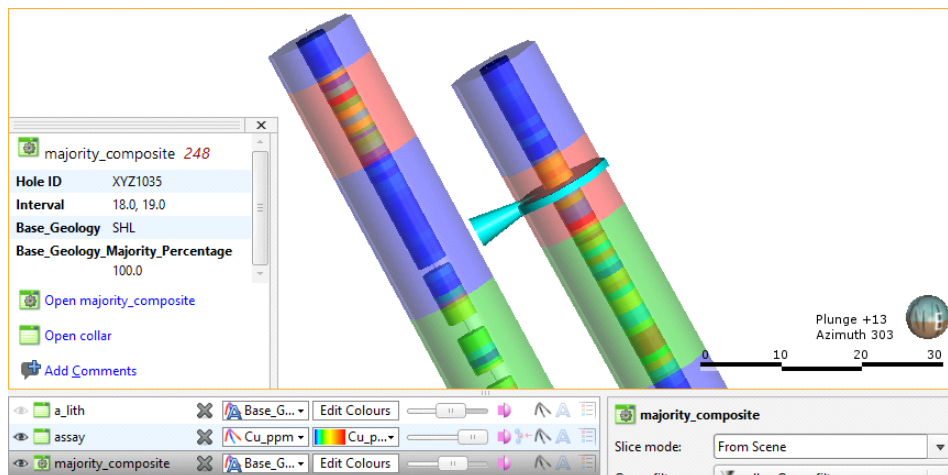 majority_composite 248
Hole ID XYZ1035
Interval 18.0, 19.0
Base_Geology SHL
Base_Geology_Majority_Percentage
100.0
Open majority_composite
Open collar
Add Comments
Plunge +13
Azimuth 303
0 10 20 30
a_lith Base_G... Edit Colours
assay Cu_ppm Cu_p...
majority_composite Base_G... Edit Colours
majority_composite
Slice mode: From Scene